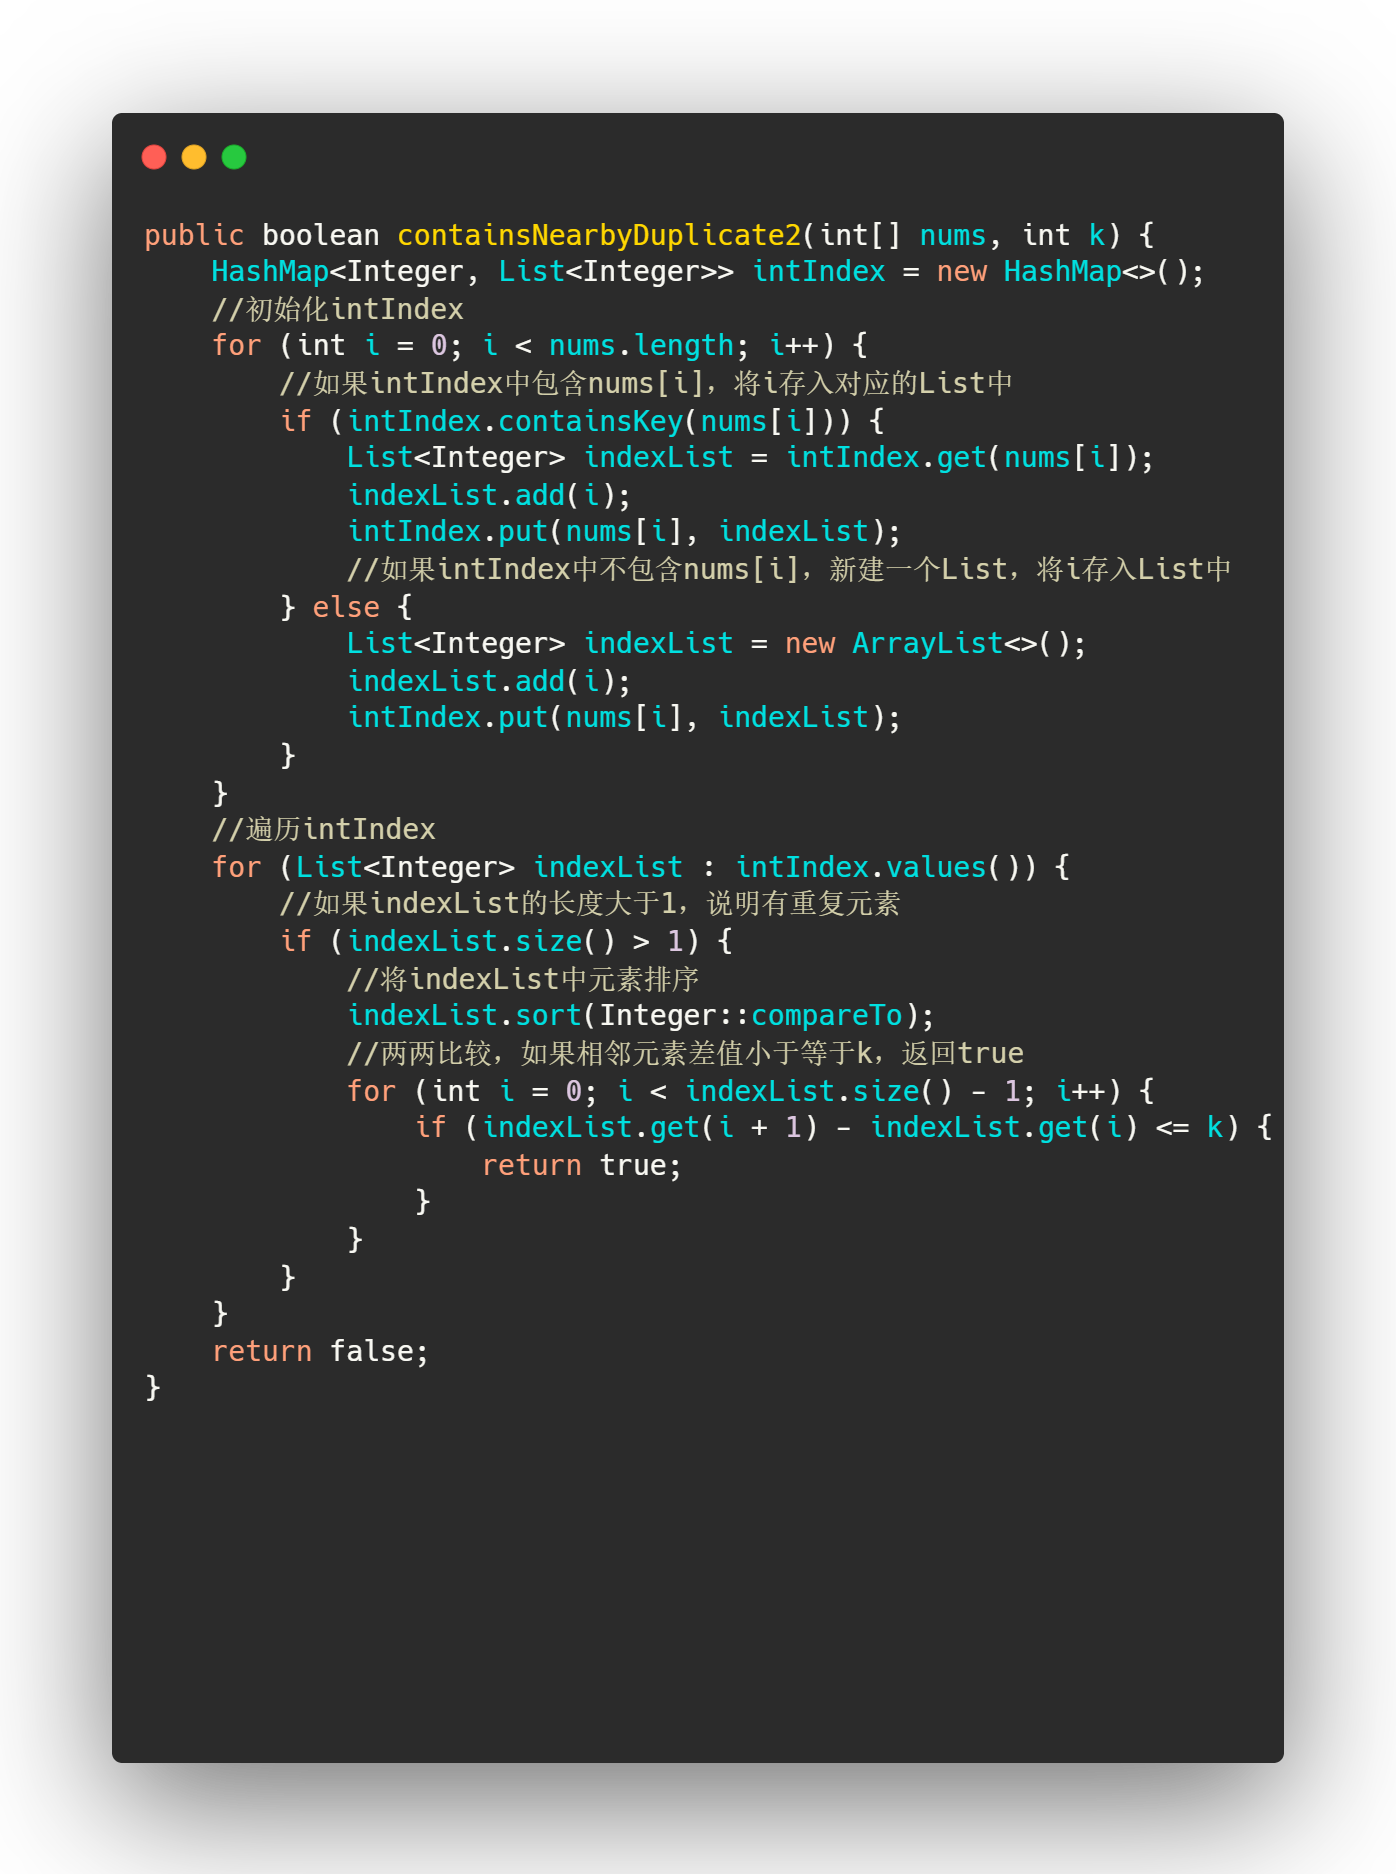 public boolean containsNearbyDuplicate2(int[] nums, int k) {
    HashMap<Integer, List<Integer>> intIndex = new HashMap<>();
    //初始化intIndex
    for (int i = 0; i < nums.length; i++) {
        //如果intIndex中包含nums[i]，将i存入对应的List中
        if (intIndex.containsKey(nums[i])) {
            List<Integer> indexList = intIndex.get(nums[i]);
            indexList.add(i);
            intIndex.put(nums[i], indexList);
            //如果intIndex中不包含nums[i]，新建一个List，将i存入List中
        } else {
            List<Integer> indexList = new ArrayList<>();
            indexList.add(i);
            intIndex.put(nums[i], indexList);
        }
    }
    //遍历intIndex
    for (List<Integer> indexList : intIndex.values()) {
        //如果indexList的长度大于1，说明有重复元素
        if (indexList.size() > 1) {
            //将indexList中元素排序
            indexList.sort(Integer::compareTo);
            //两两比较，如果相邻元素差值小于等于k，返回true
            for (int i = 0; i < indexList.size() - 1; i++) {
                if (indexList.get(i + 1) - indexList.get(i) <= k) {
                    return true;
                }
            }
        }
    }
    return false;
}